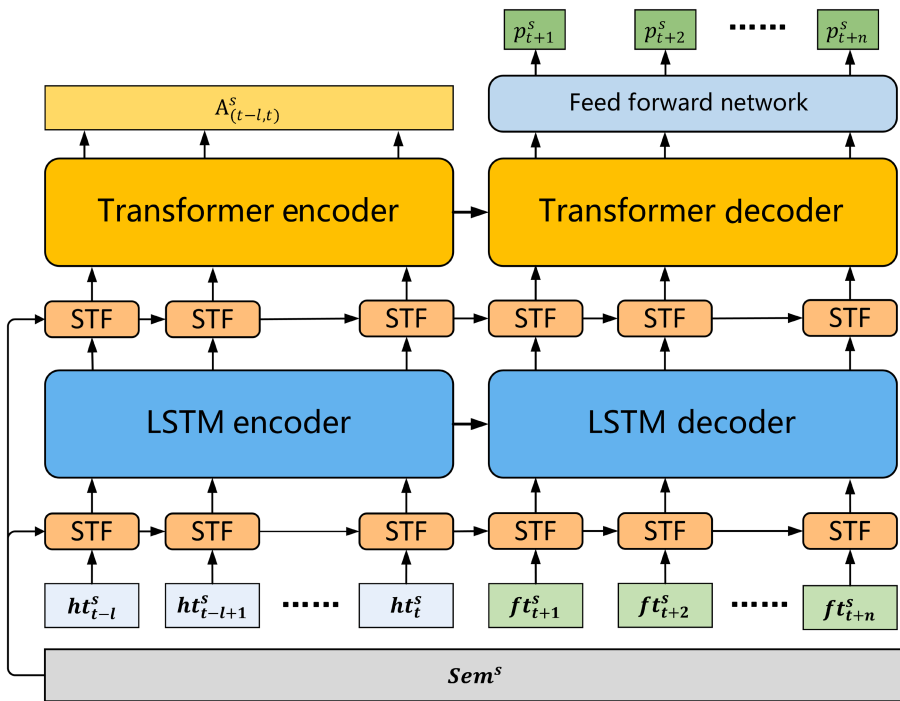 p^s_{t+1} p^s_{t+2} ...... p^s_{t+n}
A^s_{(t−l,t)} Feed forward network
Transformer encoder Transformer decoder
STF STF STF STF STF STF
LSTM encoder LSTM decoder
STF STF STF STF STF STF
ht^s_{t−l} ht^s_{t−l+1} ...... ht^s_t ft^s_{t+1} ft^s_{t+2} ...... ft^s_{t+n}
Sem^s